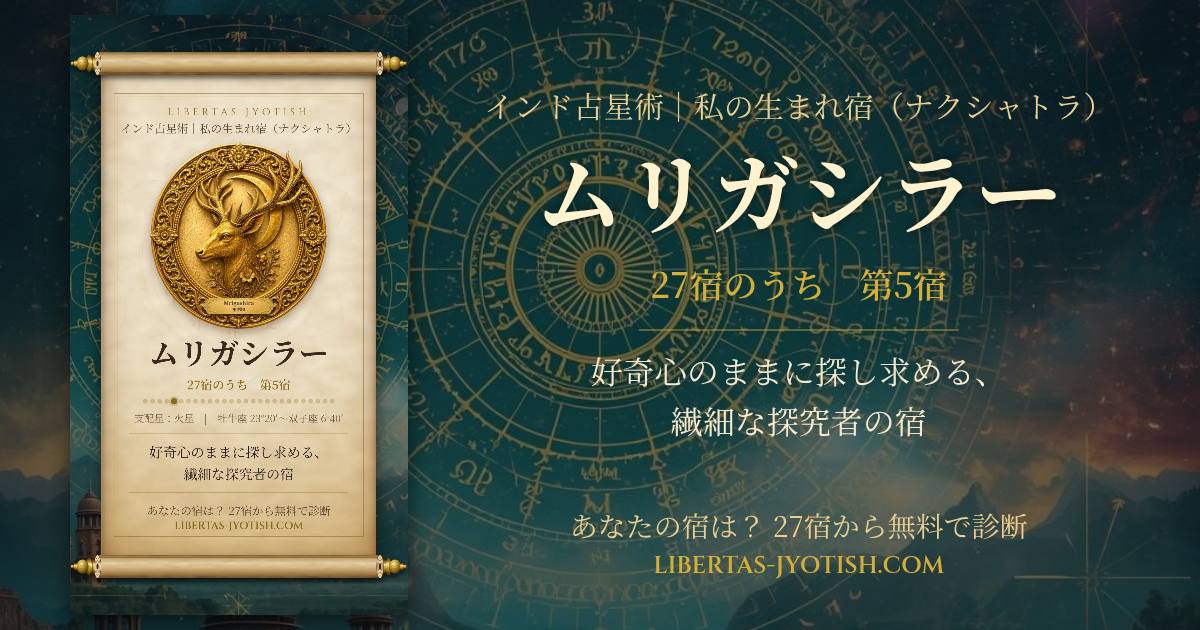 LIBERTAS JYOTISH
インド占星術｜私の生まれ宿（ナクシャトラ）
Mrigashira
ムリガシラー
27宿のうち　第5宿
支配星：火星　|　牡牛座 23°20′～双子座 6°40′
好奇心のままに探し求める、
繊細な探究者の宿
あなたの宿は？ 27宿から無料で診断
LIBERTAS-JYOTISH.COM
インド占星術｜私の生まれ宿（ナクシャトラ）
ムリガシラー
27宿のうち　第5宿
好奇心のままに探し求める、
繊細な探究者の宿
あなたの宿は？ 27宿から無料で診断
LIBERTAS-JYOTISH.COM